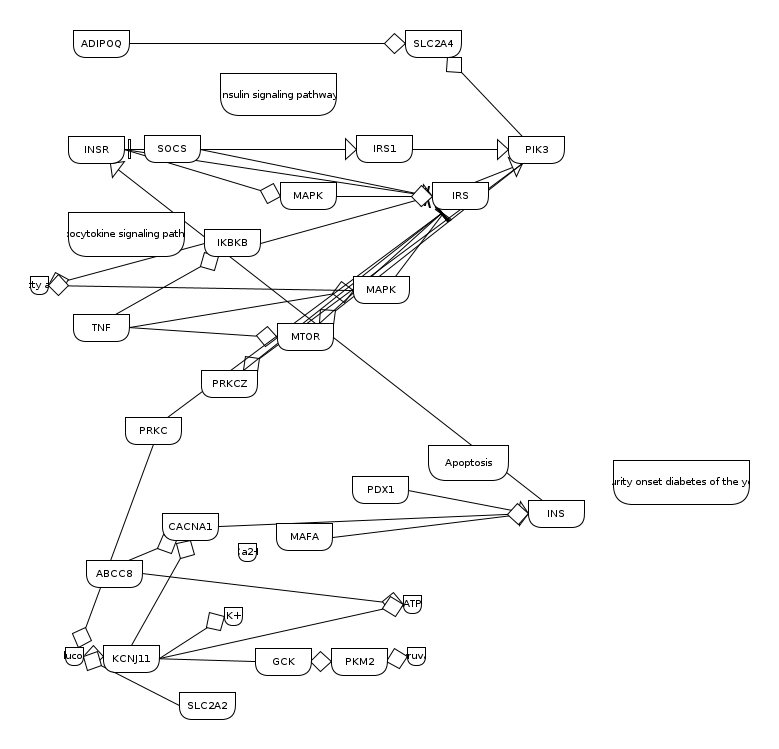 ADIPOQ
SLC2A4
nsulin signaling pathway
INSR
SOCS
IRS1
PIK3
MAPK
IRS
ocytokine signaling path
IKBKB
ty a
MAPK
TNF
MTOR
PRKCZ
PRKC
Apoptosis
urity onset diabetes of the y
PDX1
INS
CACNA1
MAFA
Ca2+
ABCC8
ATP
K+
luco
KCNJ11
GCK
PKM2
ruv
SLC2A2